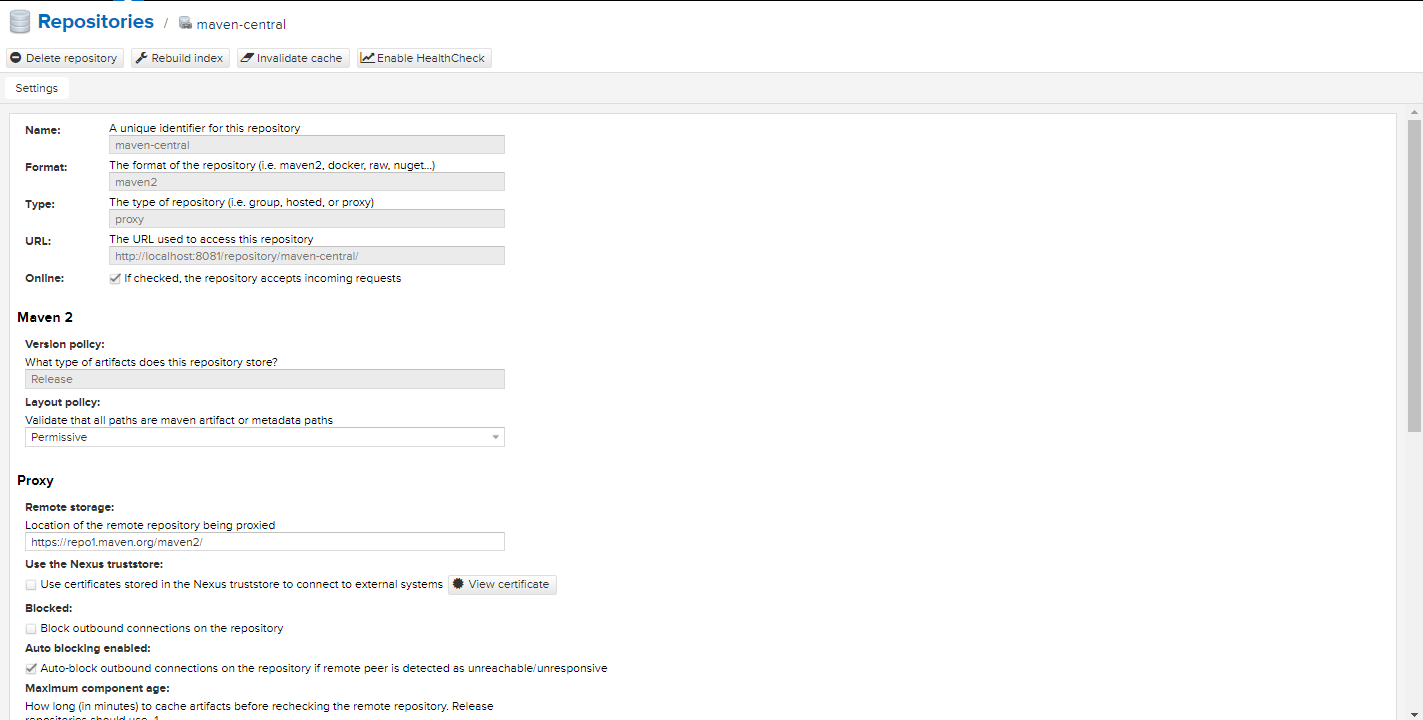 Repositories / maven-central
Delete repository Rebuild index Invalidate cache Enable HealthCheck
Settings
Name: A unique identifier for this repository
maven-central
Format: The format of the repository (i.e. maven2, docker, raw, nuget...)
maven2
Type: The type of repository (i.e. group, hosted, or proxy)
proxy
URL: The URL used to access this repository
http://localhost:8081/repository/maven-central/
Online: If checked, the repository accepts incoming requests
Maven 2
Version policy:
What type of artifacts does this repository store?
Release
Layout policy:
Validate that all paths are maven artifact or metadata paths
Permissive
Proxy
Remote storage:
Location of the remote repository being proxied
https://repo1.maven.org/maven2/
Use the Nexus truststore:
Use certificates stored in the Nexus truststore to connect to external systems View certificate
Blocked:
Block outbound connections on the repository
Auto blocking enabled:
Auto-block outbound connections on the repository if remote peer is detected as unreachable/unresponsive
Maximum component age:
How long (in minutes) to cache artifacts before rechecking the remote repository. Release
repositories should use -1